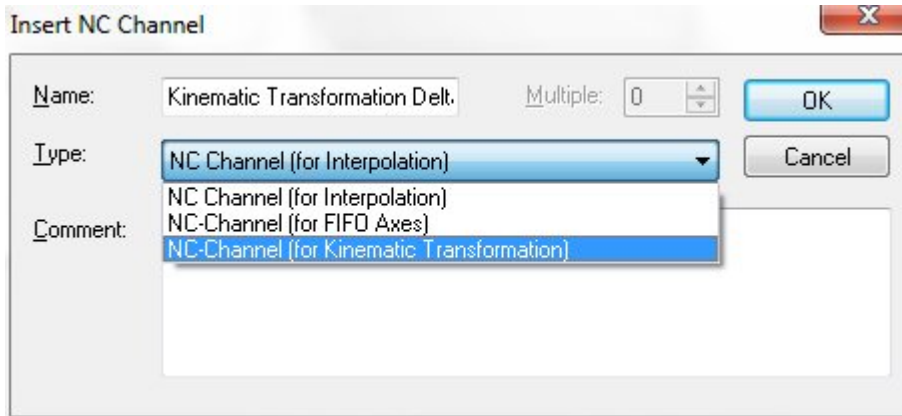 Insert NC Channel
Name: Kinematic Transformation Delt Multiple: 0 OK
Type: NC Channel (for Interpolation) Cancel
NC Channel (for Interpolation)
NC-Channel (for FIFO Axes)
Comment:
NC-Channel (for Kinematic Transformation)